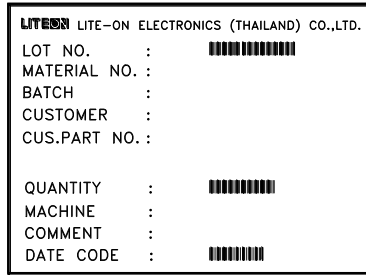 LITEON LITE-ON ELECTRONICS (THAILAND) CO.,LTD.
LOT NO. :
MATERIAL NO. :
BATCH :
CUSTOMER :
CUS.PART NO. :
QUANTITY :
MACHINE :
COMMENT :
DATE CODE :